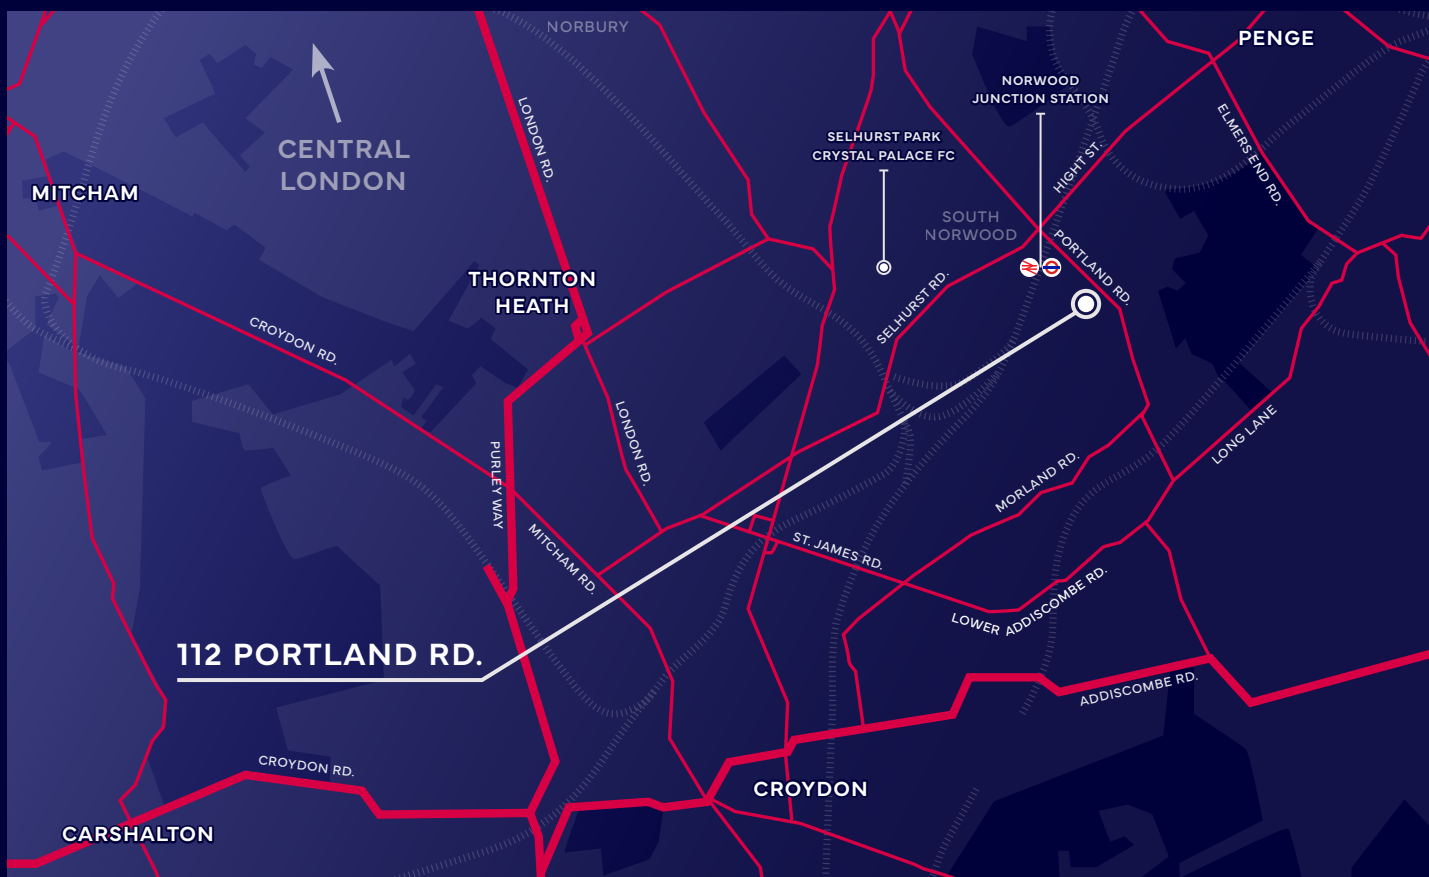 NORBURY
PENGE
CENTRAL
LONDON
NORWOOD
JUNCTION STATION
LONDON RD.
SELHURST PARK
CRYSTAL PALACE FC
ELMERS END RD.
HIGHT ST.
MITCHAM
SOUTH
NORWOOD
PORTLAND RD.
THORNTON
HEATH
SELHURST RD.
CROYDON RD.
LONDON RD.
LONG LANE
PURLEY WAY
MORLAND RD.
MITCHAM RD.
ST. JAMES RD.
LOWER ADDISCOMBE RD.
112 PORTLAND RD.
ADDISCOMBE RD.
CROYDON RD.
CROYDON
CARSHALTON